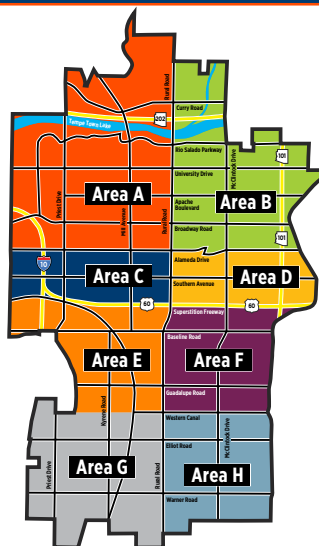 Rural Road
Curry Road
202
Tempe Town Lake
Rio Salado Parkway
McClintock Drive
101
University Drive
Priest Drive
Area A
Mill Avenue
Rural Road
Apache
Boulevard
Area B
Broadway Road
101
10
Area C
Alameda Drive
Area D
Southern Avenue
60
60
Superstition Freeway
Baseline Road
Area E
Area F
Kyrene Road
Guadalupe Road
Western Canal
McClintock Drive
Elliot Road
Priest Drive
Area G
Rural Road
Area H
Warner Road